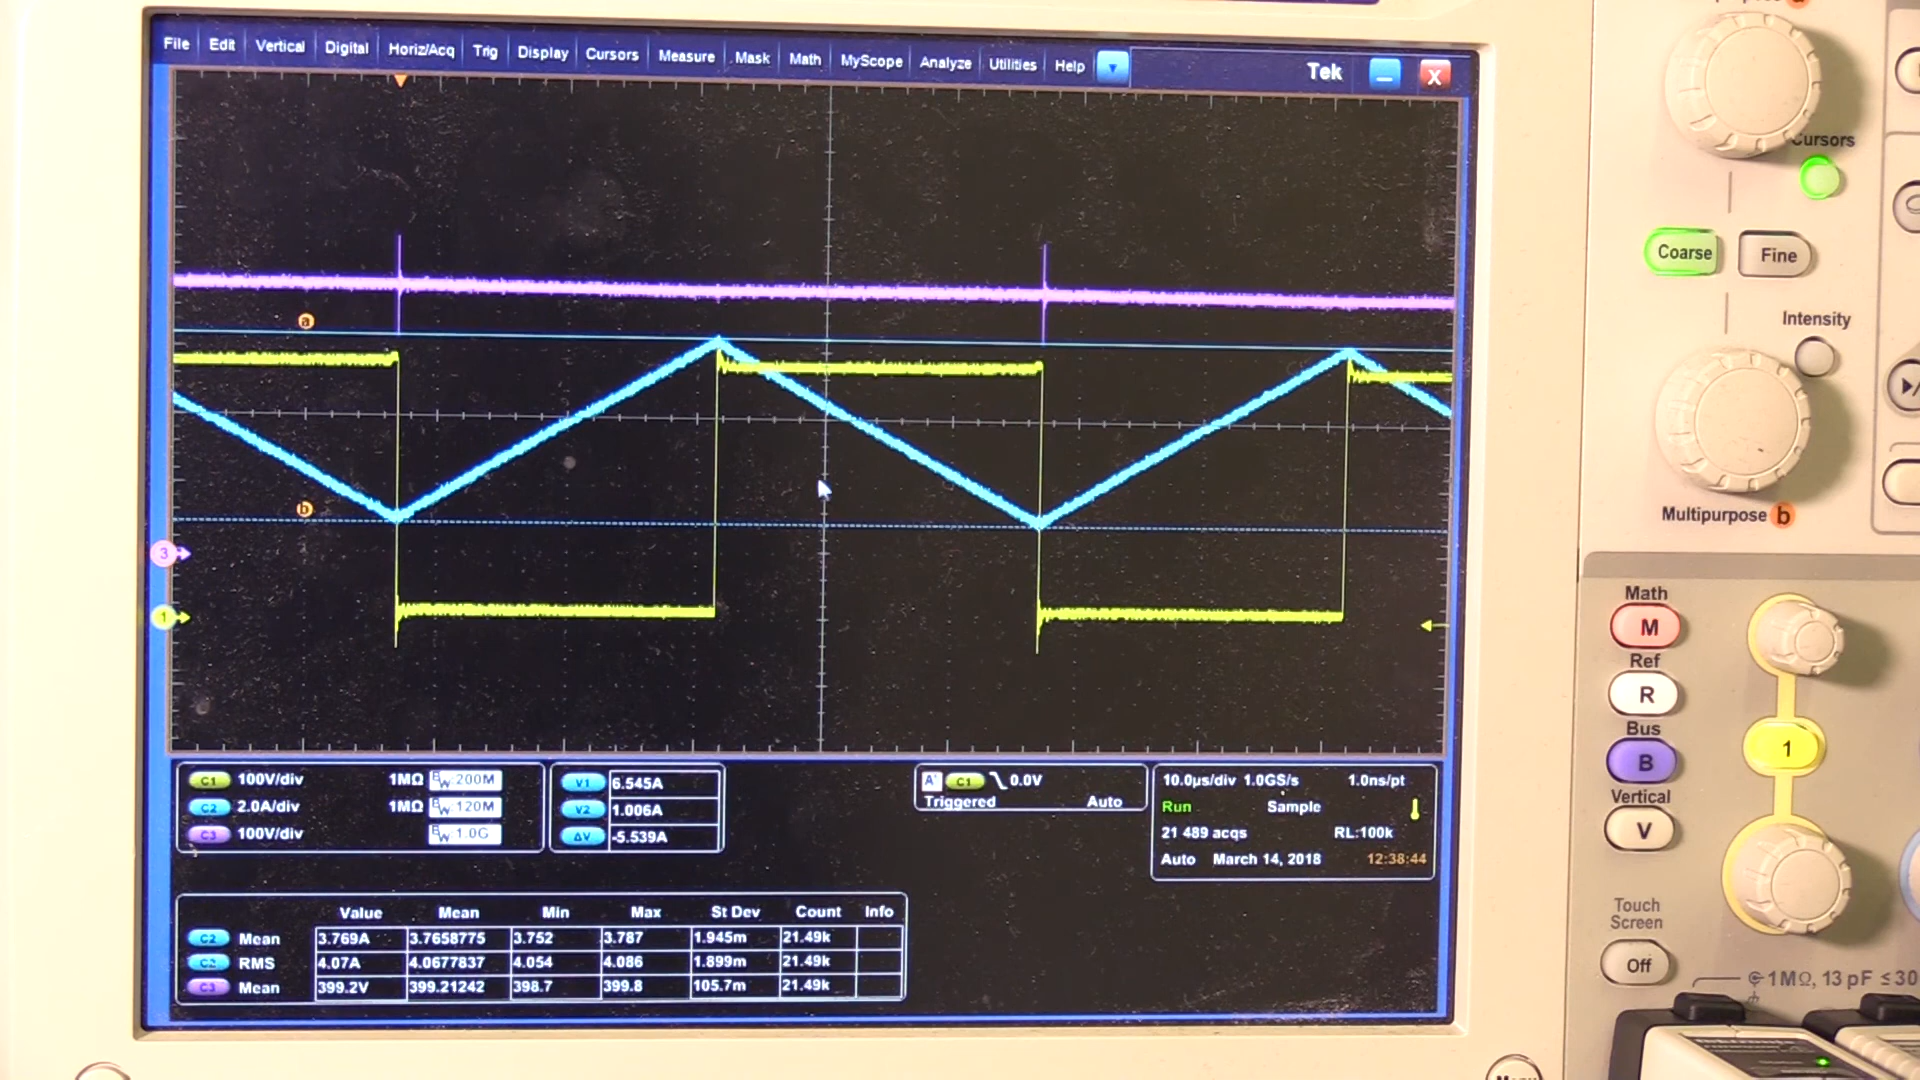 File Edit Vertical Digital Horiz/Acq Trig Display Cursors Measure Mask Math MyScope Analyze Utilities Help Tek X
a
b
3
1
C1 100V/div 1MΩ BW:200M
C2 2.0A/div 1MΩ BW:120M
C3 100V/div BW:1.0G
V1 6.545A
V2 1.006A
ΔV -5.539A
A' C1 0.0V
Triggered Auto
10.0µs/div 1.0GS/s 1.0ns/pt
Run Sample
21 489 acqs RL:100k
Auto March 14, 2018 12:38:44
Value Mean Min Max St Dev Count Info
C2 Mean 3.769A 3.7658775 3.752 3.787 1.945m 21.49k
C2 RMS 4.07A 4.0677837 4.054 4.086 1.899m 21.49k
C3 Mean 399.2V 399.21242 398.7 399.8 105.7m 21.49k
Cursors
Coarse Fine
Intensity
Multipurpose b
Math
M
Ref
R
Bus
B
1
Vertical
V
Touch
Screen
Off
1MΩ, 13 pF ≤30